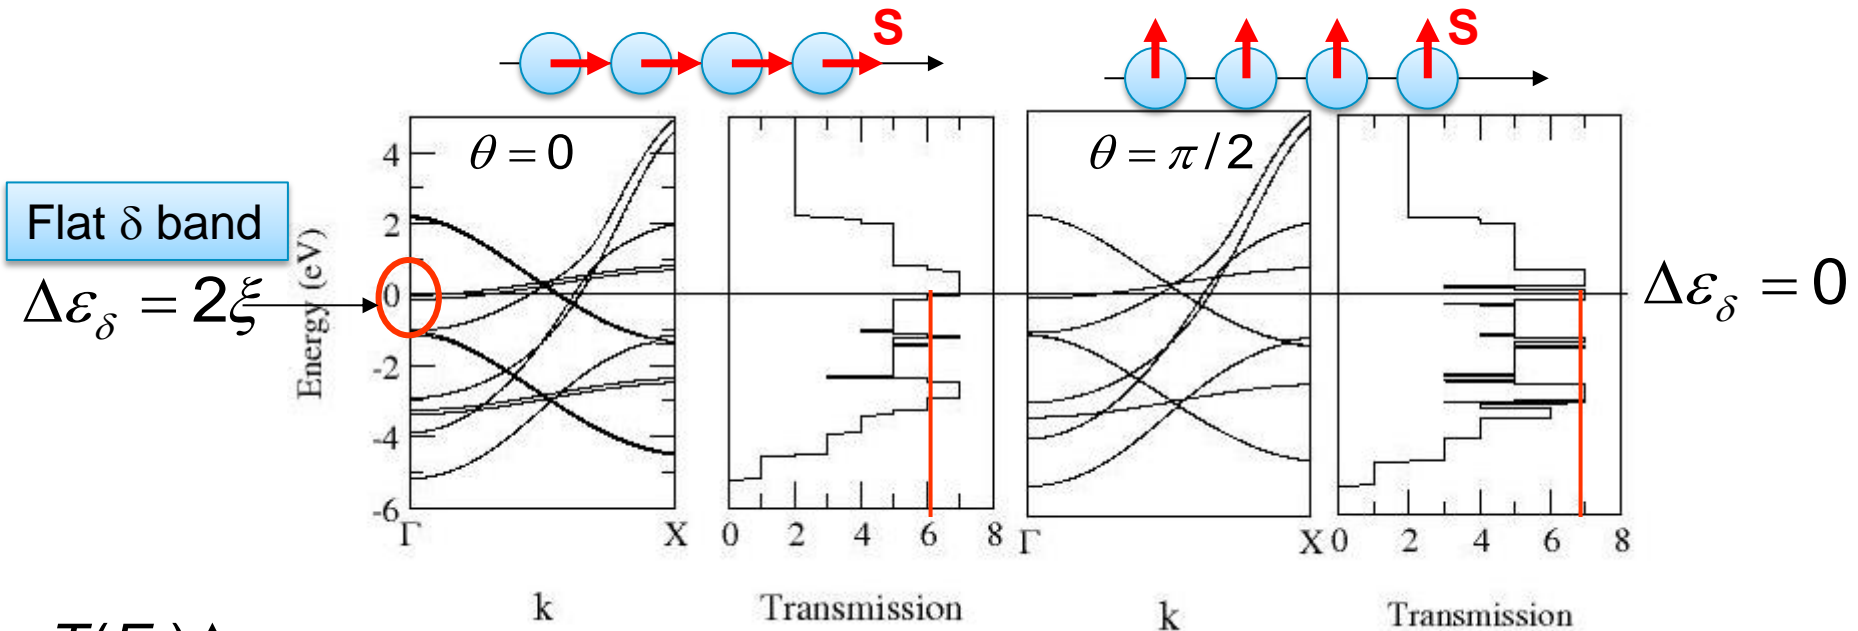 S
S
θ = 0
θ = π / 2
Flat δ band
Δε_δ = 2ξ
Δε_δ = 0
Energy (eV)
4
2
0
-2
-4
-6
Γ X
0 2 4 6 8
Γ X
0 2 4 6 8
k
Transmission
k
Transmission